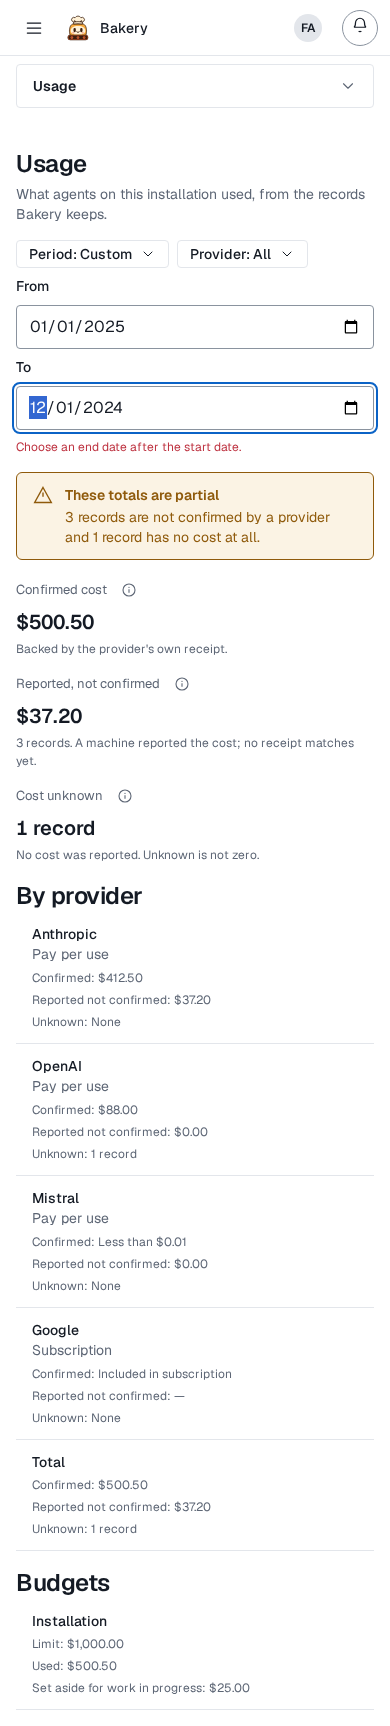 Bakery
FA
Usage
Usage
What agents on this installation used, from the records
Bakery keeps.
Period: Custom
Provider: All
From
01/01/2025
To
12/01/2024
Choose an end date after the start date.
These totals are partial
3 records are not confirmed by a provider
and 1 record has no cost at all.
Confirmed cost
$500.50
Backed by the provider's own receipt.
Reported, not confirmed
$37.20
3 records. A machine reported the cost; no receipt matches
yet.
Cost unknown
1 record
No cost was reported. Unknown is not zero.
By provider
Anthropic
Pay per use
Confirmed: $412.50
Reported not confirmed: $37.20
Unknown: None
OpenAI
Pay per use
Confirmed: $88.00
Reported not confirmed: $0.00
Unknown: 1 record
Mistral
Pay per use
Confirmed: Less than $0.01
Reported not confirmed: $0.00
Unknown: None
Google
Subscription
Confirmed: Included in subscription
Reported not confirmed: —
Unknown: None
Total
Confirmed: $500.50
Reported not confirmed: $37.20
Unknown: 1 record
Budgets
Installation
Limit: $1,000.00
Used: $500.50
Set aside for work in progress: $25.00